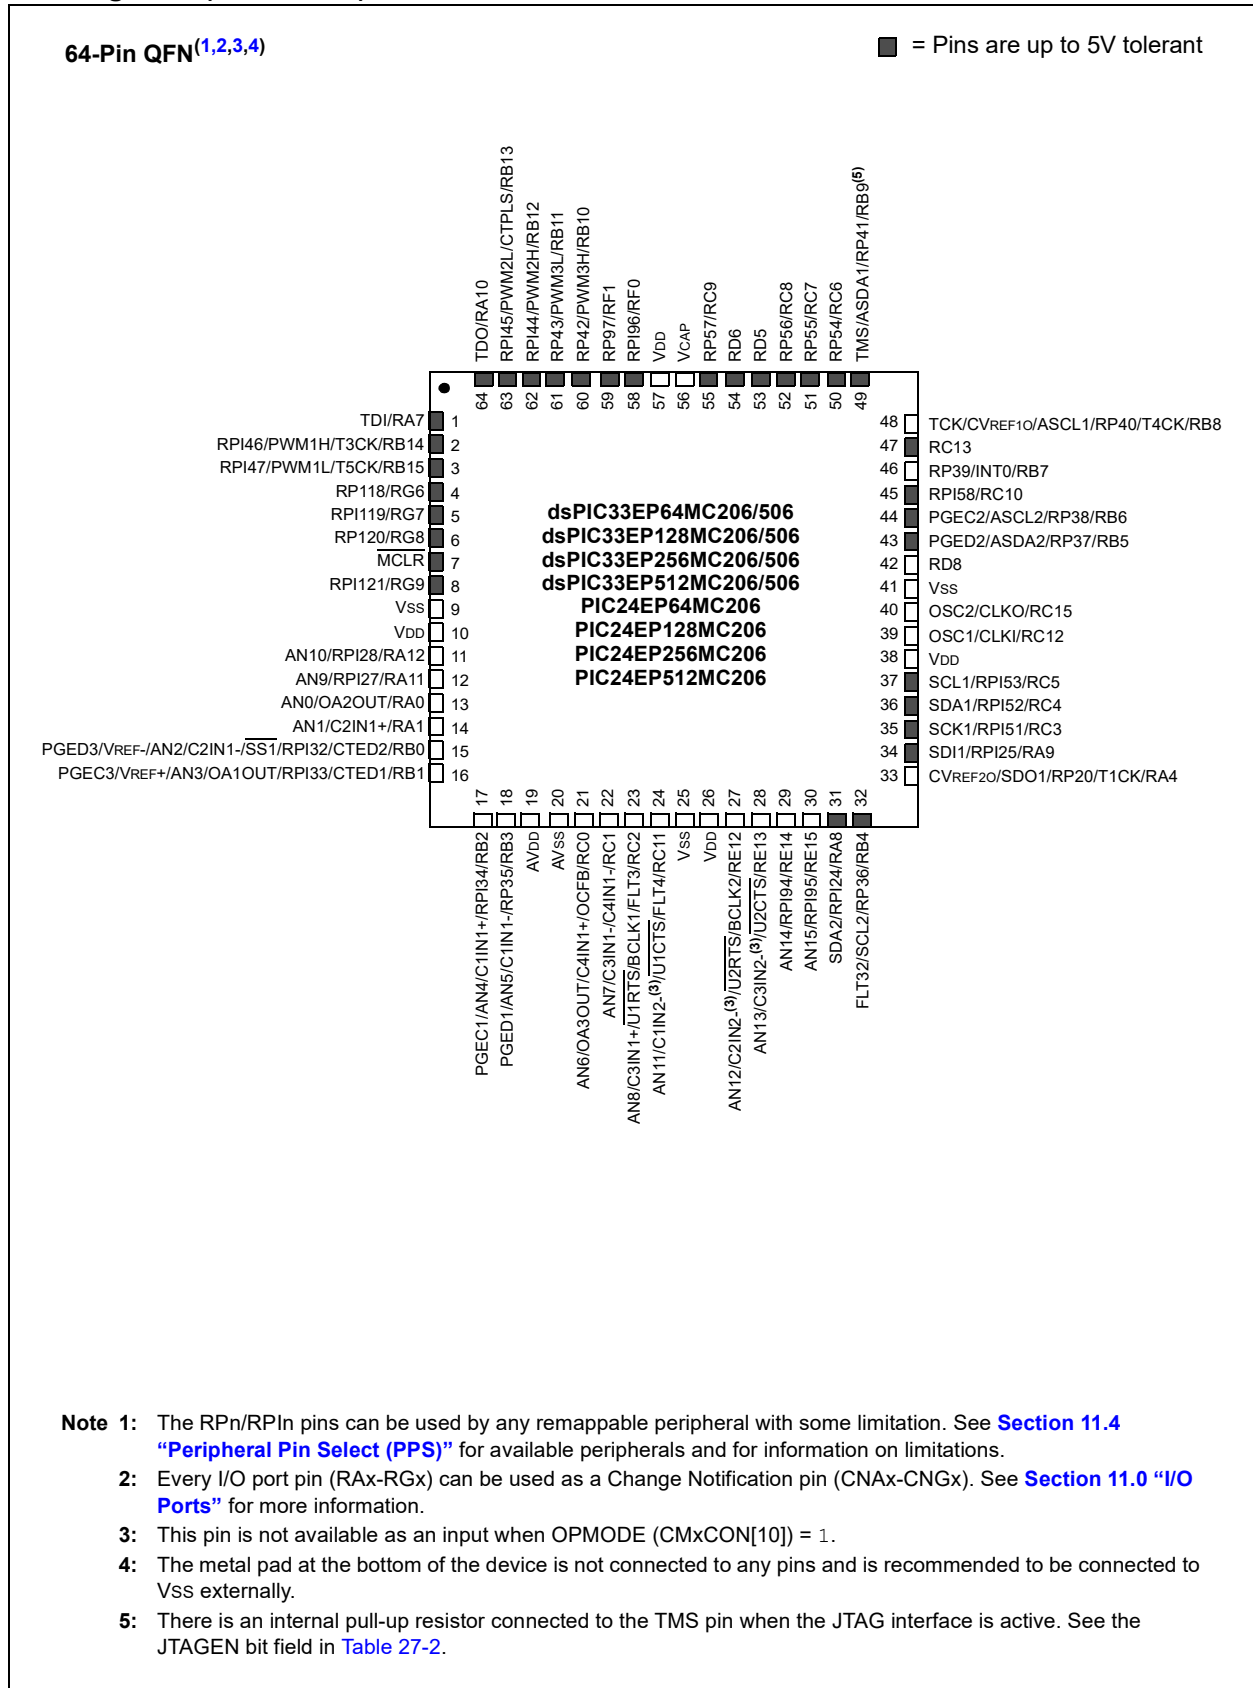 64-Pin QFN(1,2,3,4)
= Pins are up to 5V tolerant
TDO/RA10
RPI45/PWM2L/CTPLS/RB13
RPI44/PWM2H/RB12
RP43/PWM3L/RB11
RP42/PWM3H/RB10
RP97/RF1
RPI96/RF0
VDD
VCAP
RP57/RC9
RD6
RD5
RP56/RC8
RP55/RC7
RP54/RC6
TMS/ASDA1/RP41/RB9(5)
64 63 62 61 60 59 58 57 56 55 54 53 52 51 50 49
TDI/RA7 1
RPI46/PWM1H/T3CK/RB14 2
RPI47/PWM1L/T5CK/RB15 3
RP118/RG6 4
RPI119/RG7 5
RP120/RG8 6
MCLR 7
RPI121/RG9 8
VSS 9
VDD 10
AN10/RPI28/RA12 11
AN9/RPI27/RA11 12
AN0/OA2OUT/RA0 13
AN1/C2IN1+/RA1 14
PGED3/VREF-/AN2/C2IN1-/SS1/RPI32/CTED2/RB0 15
PGEC3/VREF+/AN3/OA1OUT/RPI33/CTED1/RB1 16
dsPIC33EP64MC206/506
dsPIC33EP128MC206/506
dsPIC33EP256MC206/506
dsPIC33EP512MC206/506
PIC24EP64MC206
PIC24EP128MC206
PIC24EP256MC206
PIC24EP512MC206
48 TCK/CVREF1O/ASCL1/RP40/T4CK/RB8
47 RC13
46 RP39/INT0/RB7
45 RPI58/RC10
44 PGEC2/ASCL2/RP38/RB6
43 PGED2/ASDA2/RP37/RB5
42 RD8
41 VSS
40 OSC2/CLKO/RC15
39 OSC1/CLKI/RC12
38 VDD
37 SCL1/RPI53/RC5
36 SDA1/RPI52/RC4
35 SCK1/RPI51/RC3
34 SDI1/RPI25/RA9
33 CVREF2O/SDO1/RP20/T1CK/RA4
17 18 19 20 21 22 23 24 25 26 27 28 29 30 31 32
PGEC1/AN4/C1IN1+/RPI34/RB2
PGED1/AN5/C1IN1-/RP35/RB3
AVDD
AVSS
AN6/OA3OUT/C4IN1+/OCFB/RC0
AN7/C3IN1-/C4IN1-/RC1
AN8/C3IN1+/U1RTS/BCLK1/FLT3/RC2
AN11/C1IN2-(3)/U1CTS/FLT4/RC11
VSS
VDD
AN12/C2IN2-(3)/U2RTS/BCLK2/RE12
AN13/C3IN2-(3)/U2CTS/RE13
AN14/RPI94/RE14
AN15/RPI95/RE15
SDA2/RPI24/RA8
FLT32/SCL2/RP36/RB4
Note 1: The RPn/RPIn pins can be used by any remappable peripheral with some limitation. See Section 11.4
“Peripheral Pin Select (PPS)” for available peripherals and for information on limitations.
2: Every I/O port pin (RAx-RGx) can be used as a Change Notification pin (CNAx-CNGx). See Section 11.0 “I/O
Ports” for more information.
3: This pin is not available as an input when OPMODE (CMxCON[10]) = 1.
4: The metal pad at the bottom of the device is not connected to any pins and is recommended to be connected to
VSS externally.
5: There is an internal pull-up resistor connected to the TMS pin when the JTAG interface is active. See the
JTAGEN bit field in Table 27-2.